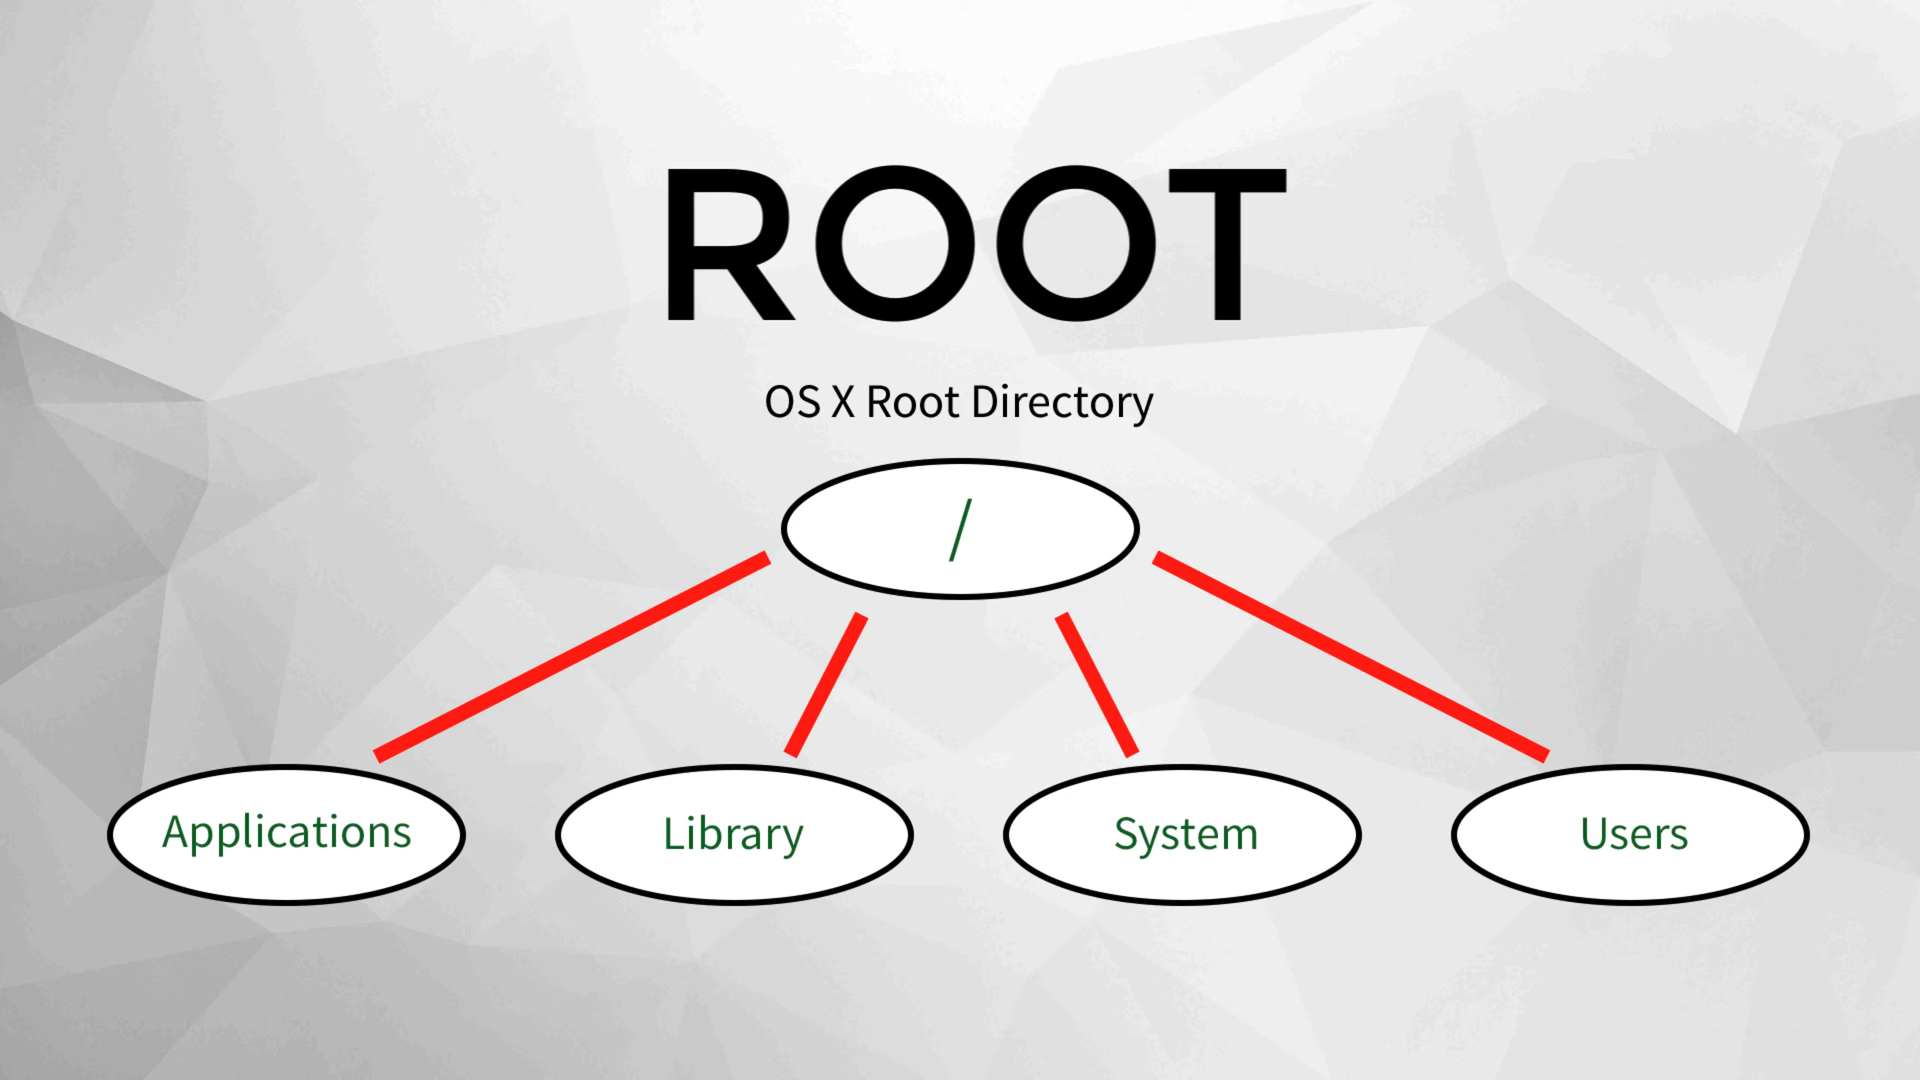 ROOT
OS X Root Directory
/
Applications
Library
System
Users